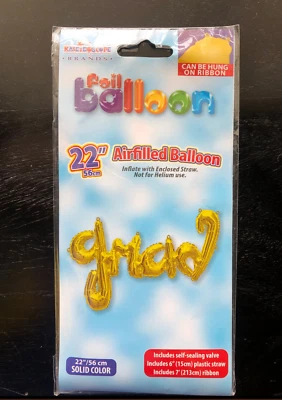 KALEIDOSCOPE
BRANDS
CAN BE HUNG
ON RIBBON
foil
balloon
22"
56cm
Airfilled Balloon
Inflate with Enclosed Straw.
Not for Helium use.
grad
22"/56 cm
SOLID COLOR
Includes self-sealing valve
Includes 6" (15cm) plastic straw
Includes 7' (213cm) ribbon